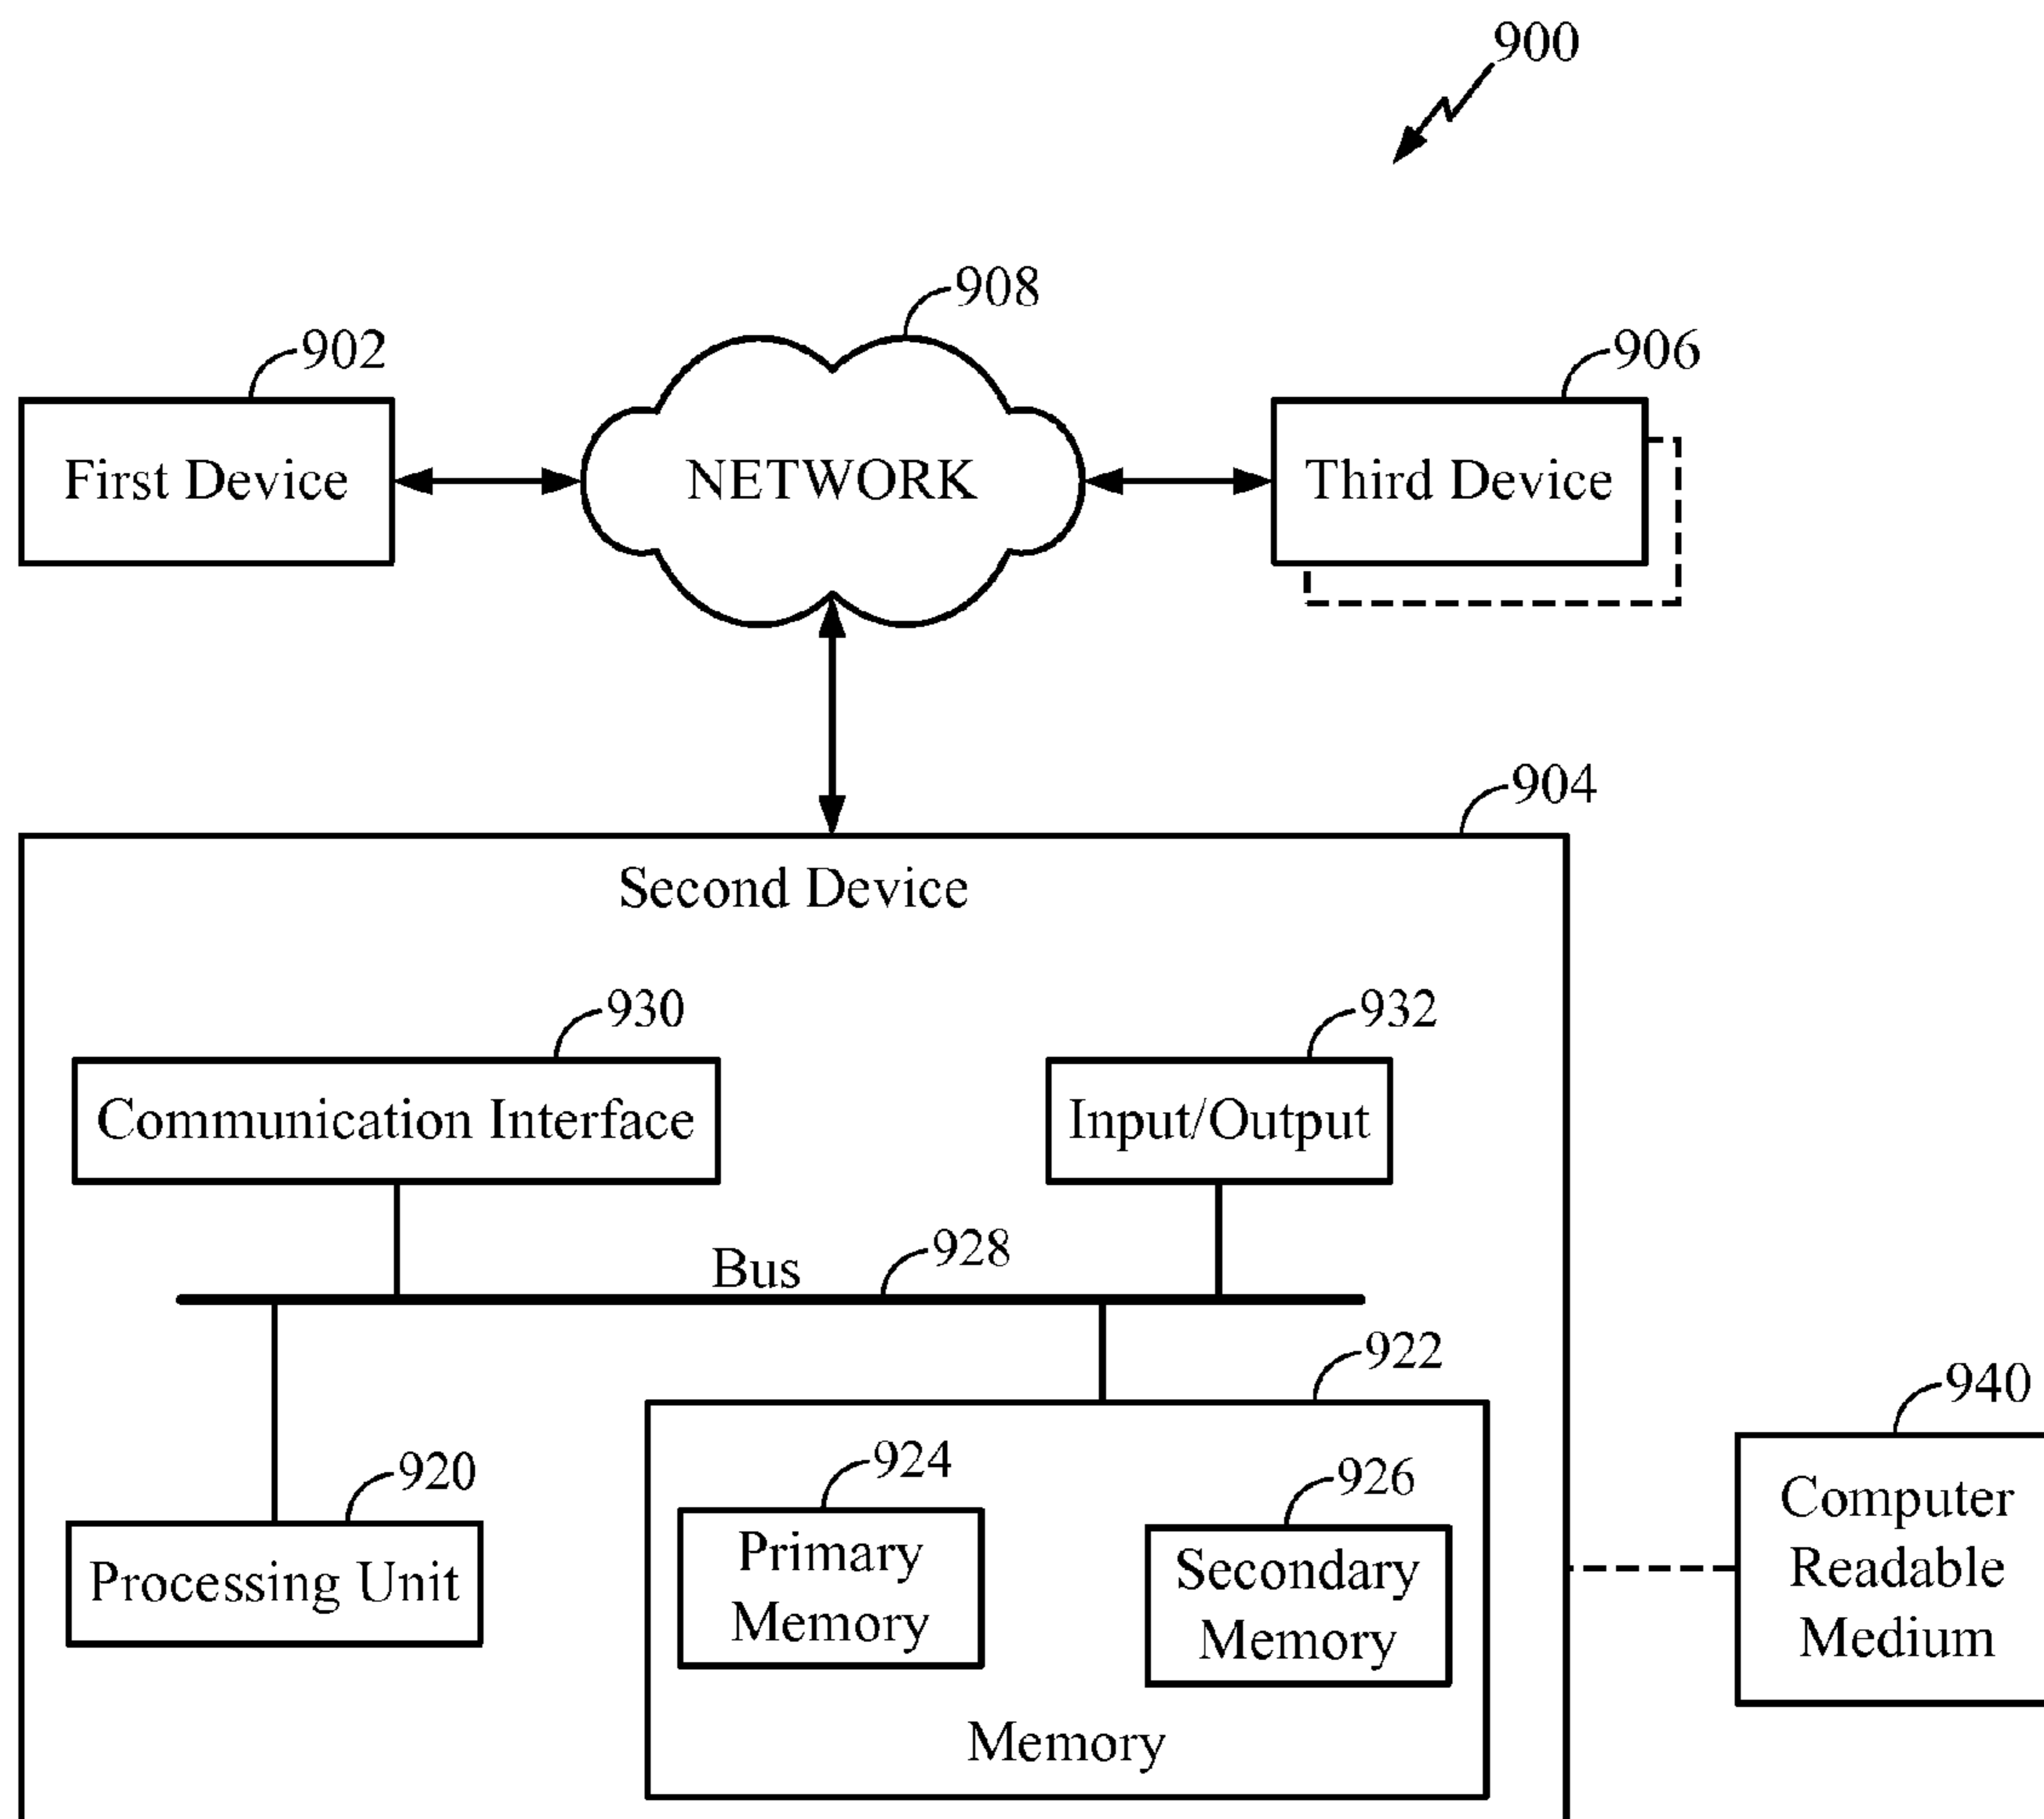 900
908
902
906
First Device
NETWORK
Third Device
904
Second Device
930
932
Communication Interface
Input/Output
Bus
928
922
940
920
924
926
Processing Unit
Primary
Memory
Secondary
Memory
Computer
Readable
Medium
Memory